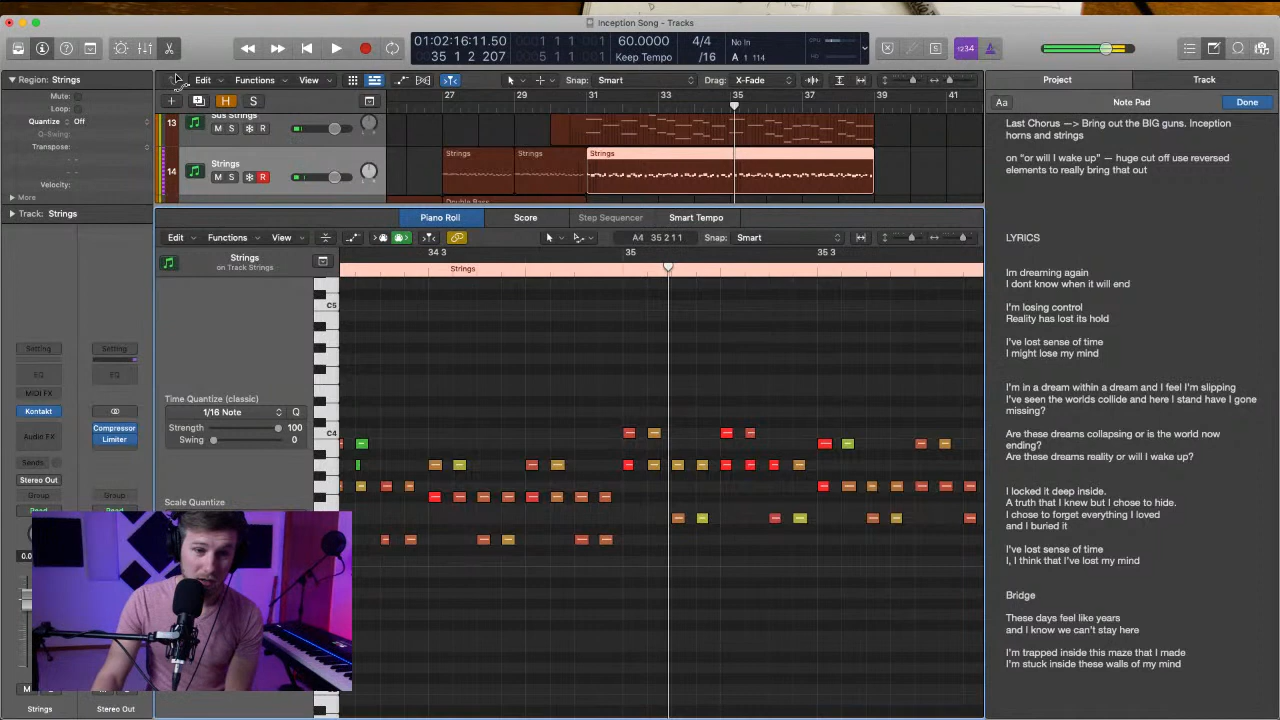 Inception Song - Tracks
01:02:16:11.50
35 1 2 207
60.0000
Keep Tempo
4/4
/16
No In
A 1 114
CPU
1234
Region: Strings
Mute:
Loop:
Quantize Off
Q-Swing:
Transpose:
Velocity:
More
Track: Strings
Edit Functions View Snap: Smart Drag: X-Fade
H S
27 29 31 33 35 37 39 41
13 Sus Strings
M S R
14 Strings
M S R
Strings Strings Strings
Double Bass
Piano Roll Score Step Sequencer Smart Tempo
Edit Functions View A4 35 2 1 1 Snap: Smart
34 3 35 35 3
Strings
on Track Strings
Strings
C5
C4
Time Quantize (classic)
1/16 Note Q
Strength 100
Swing 0
Scale Quantize
Setting Setting
EQ EQ
MIDI FX
Kontakt
Audio FX
Compressor
Limiter
Sends
Stereo Out
Group Group
Read Read
0.0
M
Strings Stereo Out
Project Track
Aa Note Pad Done
Last Chorus —> Bring out the BIG guns. Inception
horns and strings
on “or will I wake up” — huge cut off use reversed
elements to really bring that out
LYRICS
Im dreaming again
I dont know when it will end
I'm losing control
Reality has lost its hold
I've lost sense of time
I might lose my mind
I'm in a dream within a dream and I feel I'm slipping
I've seen the worlds collide and here I stand have I gone
missing?
Are these dreams collapsing or is the world now
ending?
Are these dreams reality or will I wake up?
I locked it deep inside.
A truth that I knew but I chose to hide.
I chose to forget everything I loved
and I buried it
I've lost sense of time
I, I think that I've lost my mind
Bridge
These days feel like years
and I know we can't stay here
I'm trapped inside this maze that I made
I'm stuck inside these walls of my mind